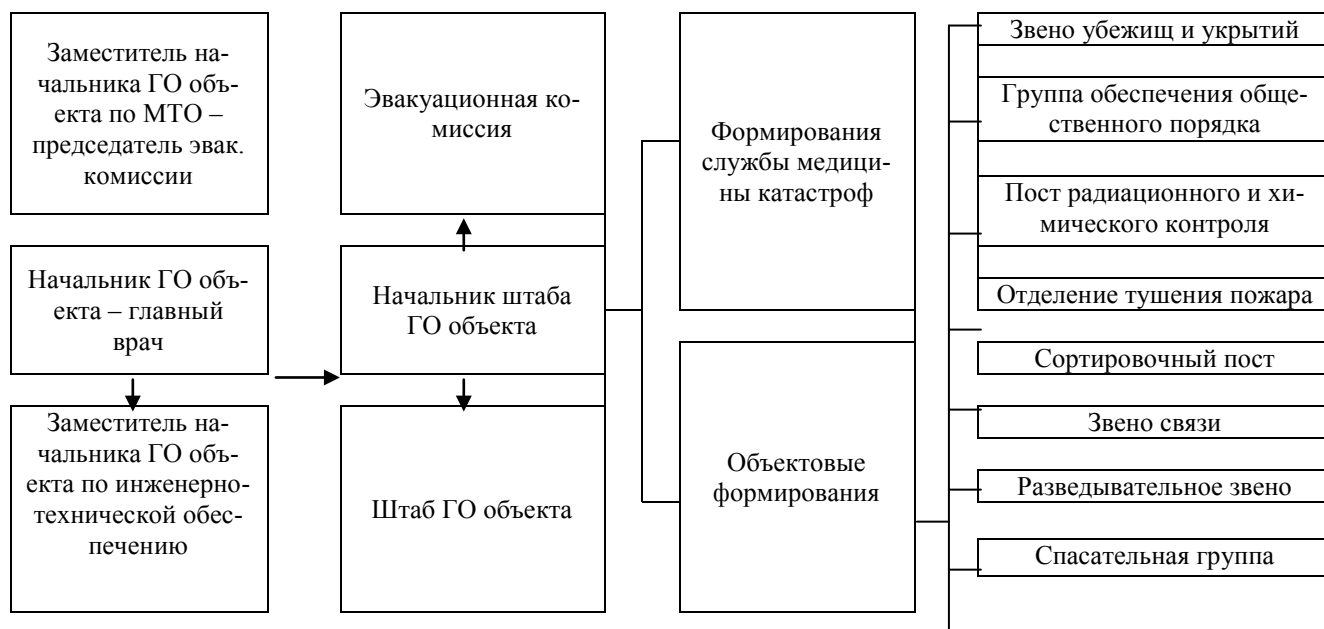 Заместитель на-
чальника ГО объ-
екта по МТО –
председатель эвак.
комиссии
Эвакуационная ко-
миссия
Формирования
службы медици-
ны катастроф
Звено убежищ и укрытий
Группа обеспечения обще-
ственного порядка
Пост радиационного и хи-
мического контроля
Отделение тушения пожара
Начальник ГО объ-
екта – главный
врач
Начальник штаба
ГО объекта
Заместитель на-
чальника ГО объ-
екта по инженерно-
технической обес-
печению
Штаб ГО объекта
Объектовые
формирования
Сортировочный пост
Звено связи
Разведывательное звено
Спасательная группа